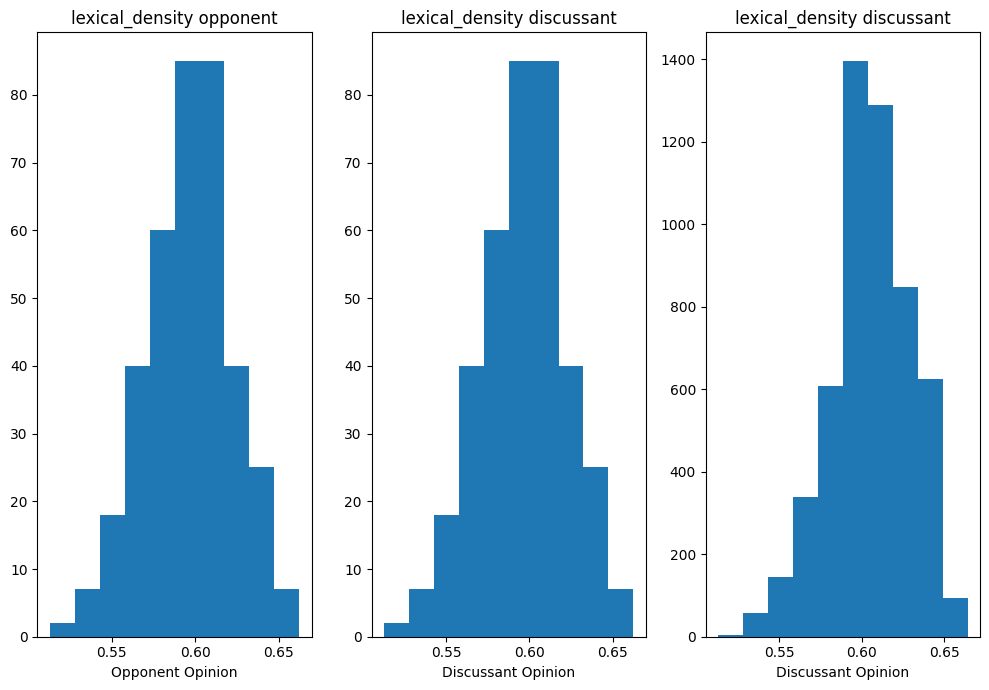 lexical_density opponent
lexical_density discussant
lexical_density discussant
80
70
60
50
40
30
20
10
0
0.55 0.60 0.65
Opponent Opinion
80
70
60
50
40
30
20
10
0
0.55 0.60 0.65
Discussant Opinion
1400
1200
1000
800
600
400
200
0
0.55 0.60 0.65
Discussant Opinion